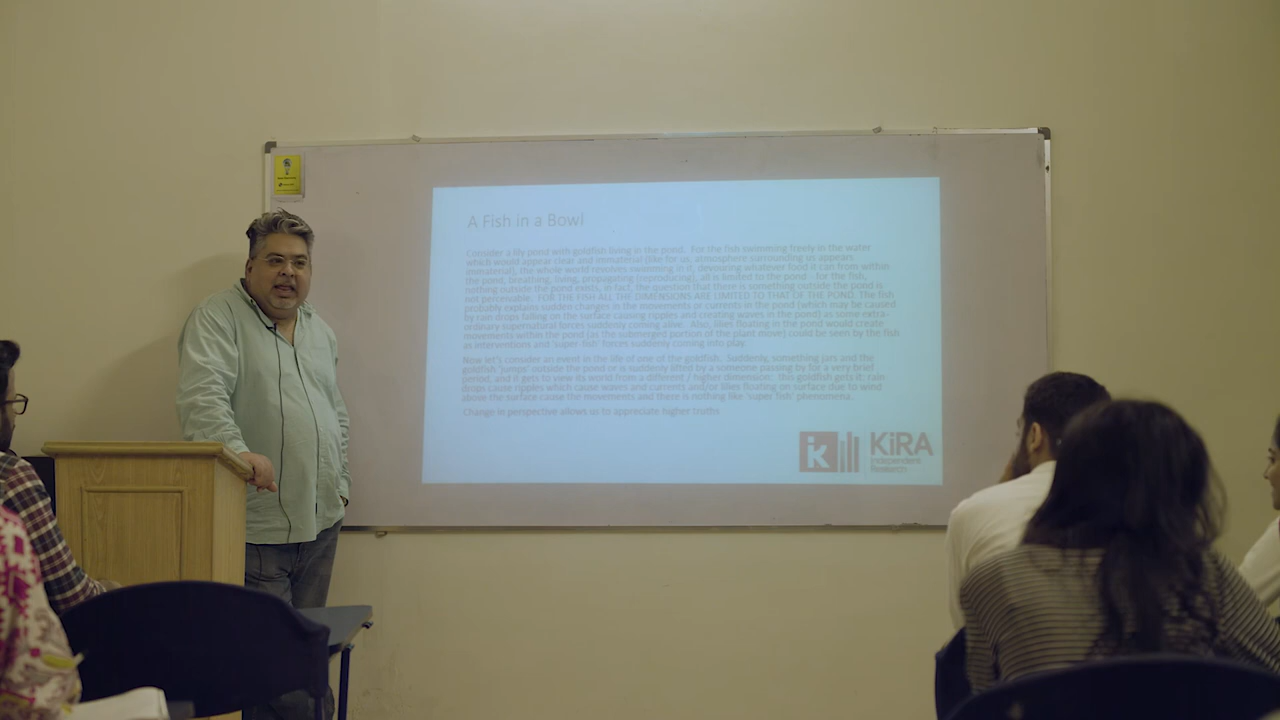 A Fish in a Bowl
Consider a lily pond with goldfish living in the pond. For the fish swimming freely in the water
which would appear clear and immaterial (like for us, atmosphere surrounding us appears
immaterial), the whole world revolves swimming in it, devouring whatever food it can from within
the pond, breathing, living, propagating (reproducing), all is limited to the pond - for the fish,
nothing outside the pond exists, in fact, the question that there is something outside the pond is
not perceivable. FOR THE FISH ALL THE DIMENSIONS ARE LIMITED TO THAT OF THE POND. The fish
probably explains sudden changes in the movements or current in the pond (which may be caused
by rain drops falling on the surface causing ripples and creating waves in the pond) as some extra-
ordinary supernatural forces suddenly coming alive. Also, lilies floating in the pond would create
movements within the pond (as the submerged portion of the plant move) could be seen by the fish
as interventions and 'super-fish' forces suddenly coming into play.
Now let's consider an event in the life of one of the goldfish. Suddenly, something jars and the
goldfish 'jumps' outside the pond or is suddenly lifted by a someone passing by for a very brief
period, and it gets to view its world from a different / higher dimension. This goldfish gets it: rain
drops cause ripples which cause waves and currents and/or lilies floating on surface due to wind
above the surface cause the movements and there is nothing like 'super fish' phenomena.
Change in perspective allows us to appreciate higher truths
ik KiRA
Independent
Research